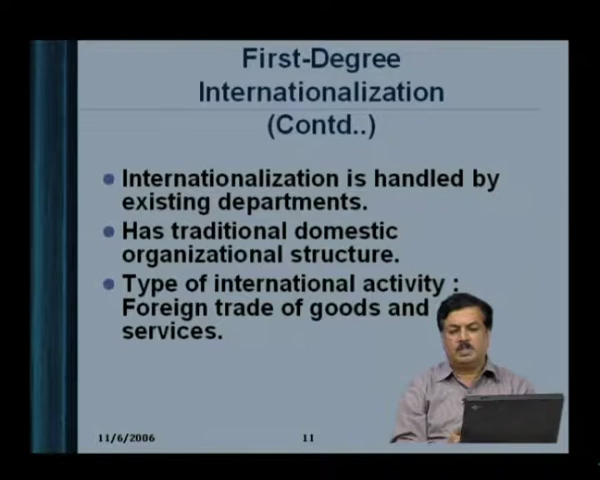 First-Degree
Internationalization
(Contd..)
Internationalization is handled by
existing departments.
Has traditional domestic
organizational structure.
Type of international activity :
Foreign trade of goods and
services.
11/6/2006
11